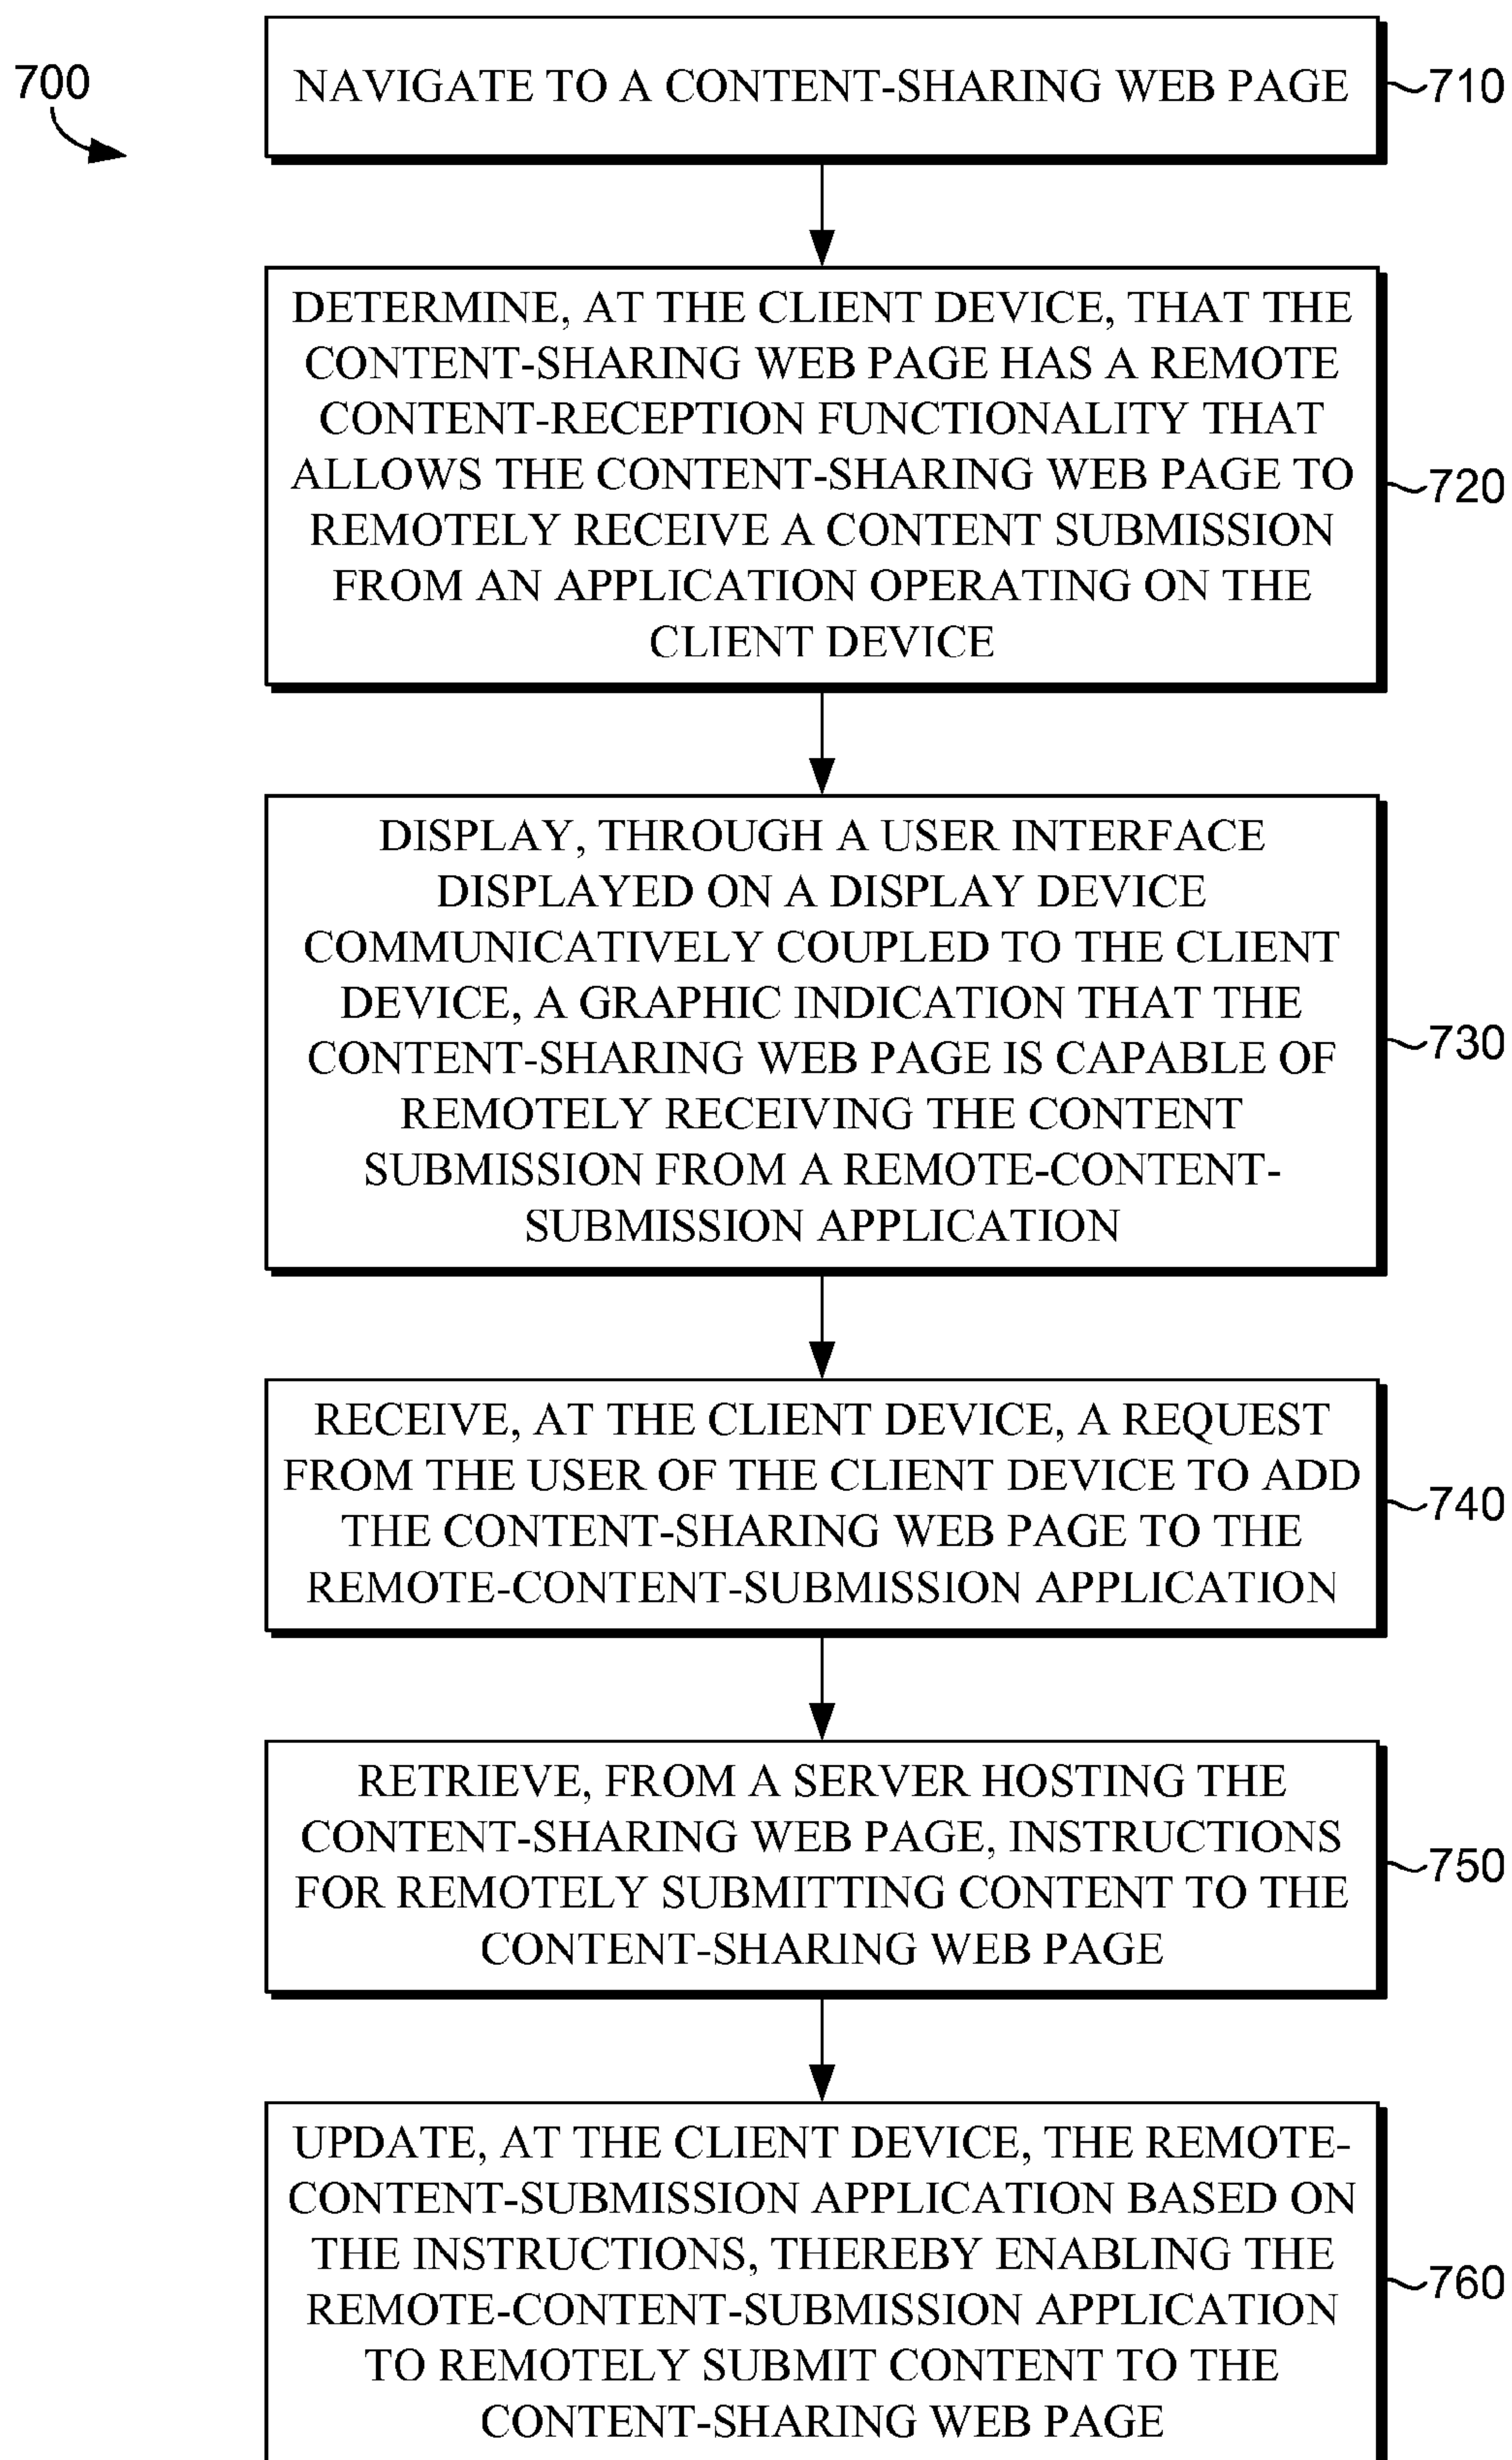 700
NAVIGATE TO A CONTENT-SHARING WEB PAGE
710
DETERMINE, AT THE CLIENT DEVICE, THAT THE
CONTENT-SHARING WEB PAGE HAS A REMOTE
CONTENT-RECEPTION FUNCTIONALITY THAT
ALLOWS THE CONTENT-SHARING WEB PAGE TO
REMOTELY RECEIVE A CONTENT SUBMISSION
FROM AN APPLICATION OPERATING ON THE
CLIENT DEVICE
720
DISPLAY, THROUGH A USER INTERFACE
DISPLAYED ON A DISPLAY DEVICE
COMMUNICATIVELY COUPLED TO THE CLIENT
DEVICE, A GRAPHIC INDICATION THAT THE
CONTENT-SHARING WEB PAGE IS CAPABLE OF
REMOTELY RECEIVING THE CONTENT
SUBMISSION FROM A REMOTE-CONTENT-
SUBMISSION APPLICATION
730
RECEIVE, AT THE CLIENT DEVICE, A REQUEST
FROM THE USER OF THE CLIENT DEVICE TO ADD
THE CONTENT-SHARING WEB PAGE TO THE
REMOTE-CONTENT-SUBMISSION APPLICATION
740
RETRIEVE, FROM A SERVER HOSTING THE
CONTENT-SHARING WEB PAGE, INSTRUCTIONS
FOR REMOTELY SUBMITTING CONTENT TO THE
CONTENT-SHARING WEB PAGE
750
UPDATE, AT THE CLIENT DEVICE, THE REMOTE-
CONTENT-SUBMISSION APPLICATION BASED ON
THE INSTRUCTIONS, THEREBY ENABLING THE
REMOTE-CONTENT-SUBMISSION APPLICATION
TO REMOTELY SUBMIT CONTENT TO THE
CONTENT-SHARING WEB PAGE
760